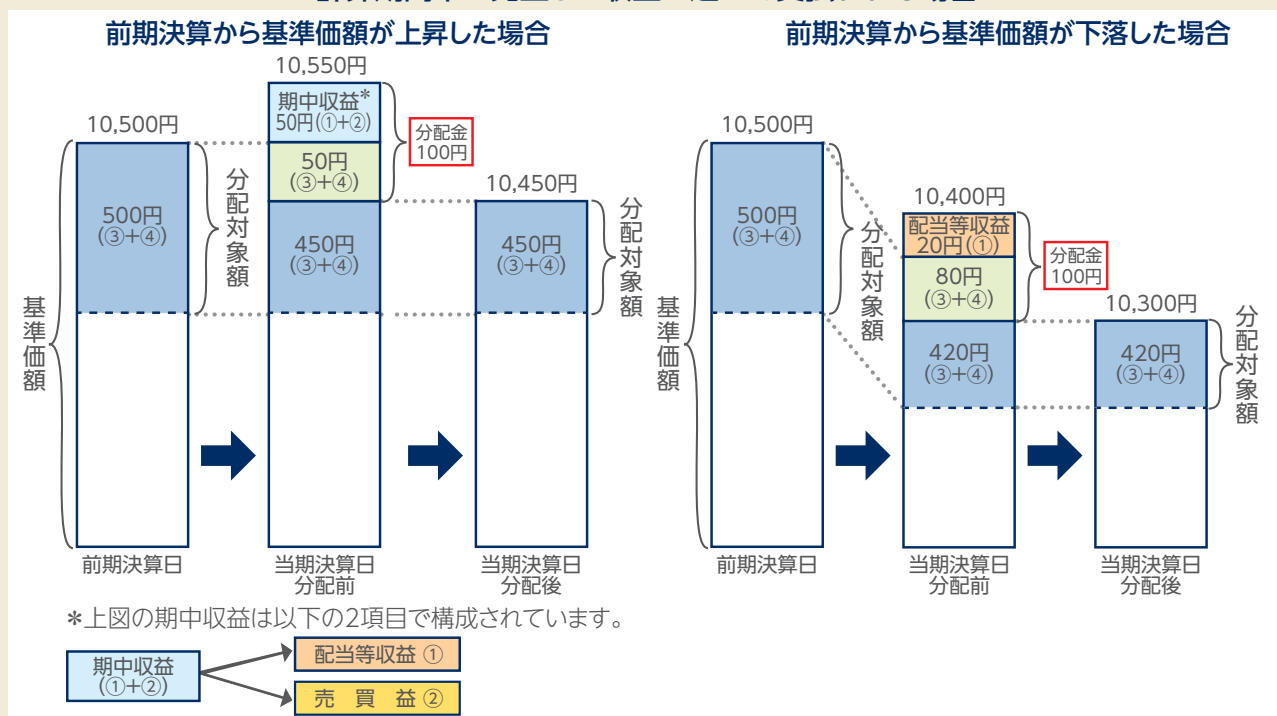 前期決算から基準価額が上昇した場合
10,500円
500円
(③+④)
分配対象額
基準価額
10,550円
期中収益*
50円(①+②)
50円
(③+④)
450円
(③+④)
分配金
100円
10,450円
450円
(③+④)
分配対象額
前期決算日
当期決算日
分配前
当期決算日
分配後
前期決算から基準価額が下落した場合
10,500円
500円
(③+④)
分配対象額
基準価額
10,400円
配当等収益
20円(①)
80円
(③+④)
420円
(③+④)
分配金
100円
10,300円
420円
(③+④)
分配対象額
前期決算日
当期決算日
分配前
当期決算日
分配後
*上図の期中収益は以下の2項目で構成されています。
期中収益
(①+②)
配当等収益 ①
売 買 益 ②